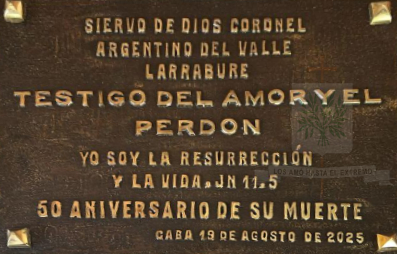 SIERVO DE DIOS CORONEL
ARGENTINO DEL VALLE
LARRABURE
TESTIGO DEL AMOR Y EL
PERDON
YO SOY LA RESURRECCIÓN
Y LA VIDA, JN 11,5
50 ANIVERSARIO DE SU MUERTE
CABA 19 DE AGOSTO DE 2025